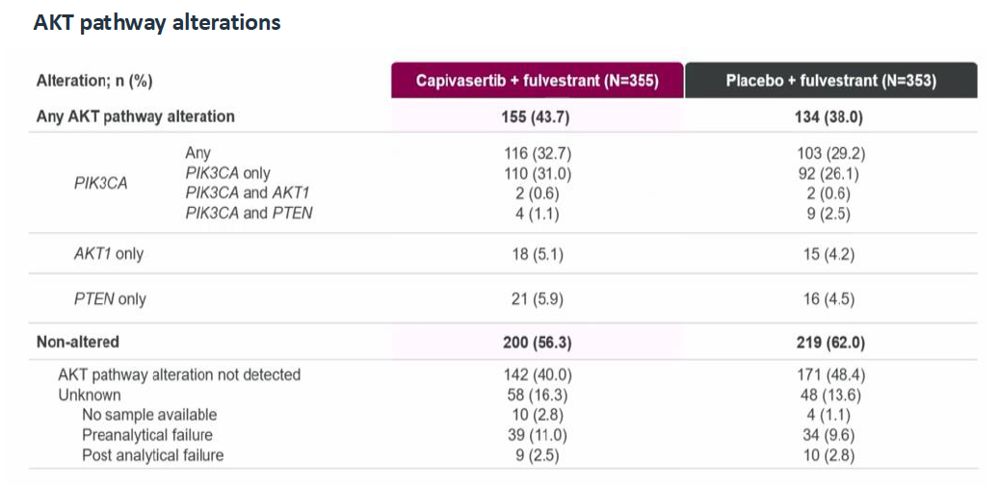 AKT pathway alterations
Alteration; n (%) Capivasertib + fulvestrant (N=355) Placebo + fulvestrant (N=353)
Any AKT pathway alteration 155 (43.7) 134 (38.0)
Any 116 (32.7) 103 (29.2)
PIK3CA PIK3CA only 110 (31.0) 92 (26.1)
PIK3CA and AKT1 2 (0.6) 2 (0.6)
PIK3CA and PTEN 4 (1.1) 9 (2.5)
AKT1 only 18 (5.1) 15 (4.2)
PTEN only 21 (5.9) 16 (4.5)
Non-altered 200 (56.3) 219 (62.0)
AKT pathway alteration not detected 142 (40.0) 171 (48.4)
Unknown 58 (16.3) 48 (13.6)
No sample available 10 (2.8) 4 (1.1)
Preanalytical failure 39 (11.0) 34 (9.6)
Post analytical failure 9 (2.5) 10 (2.8)